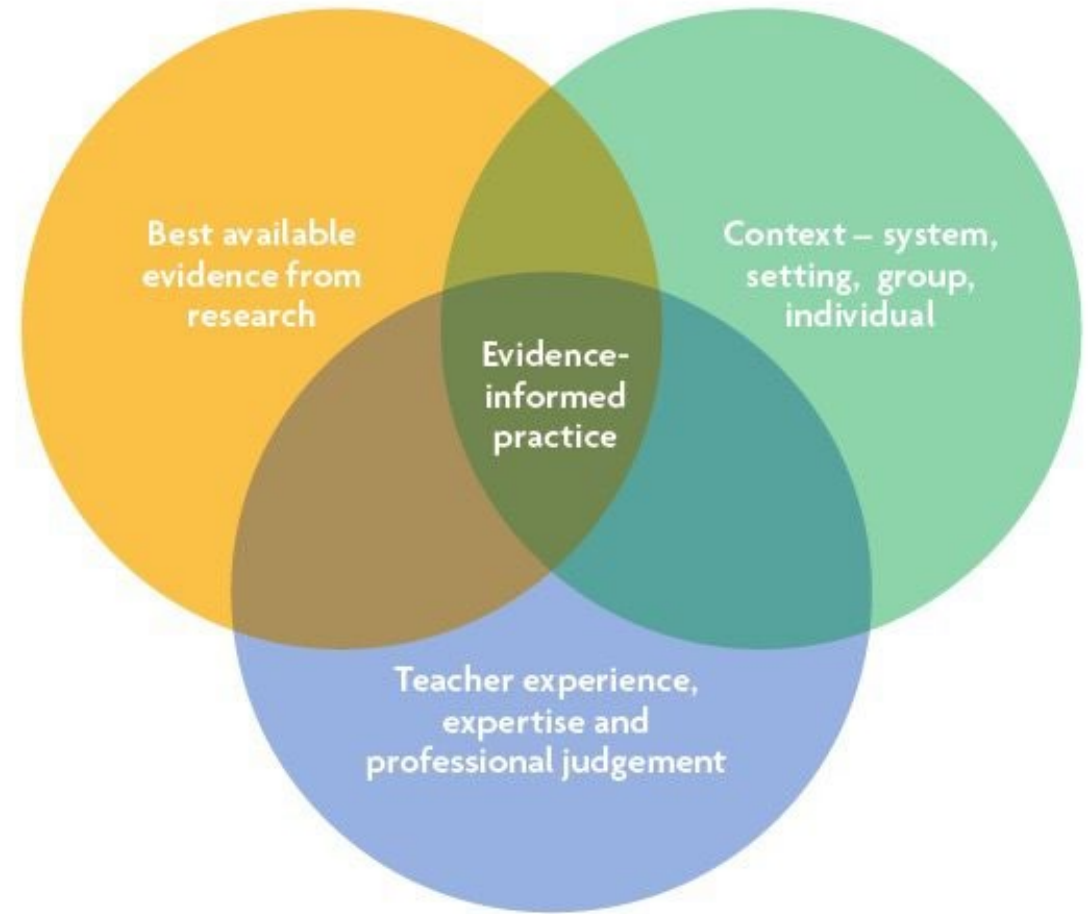 Best available
evidence from
research
Context – system,
setting, group,
individual
Evidence-
informed
practice
Teacher experience,
expertise and
professional judgement